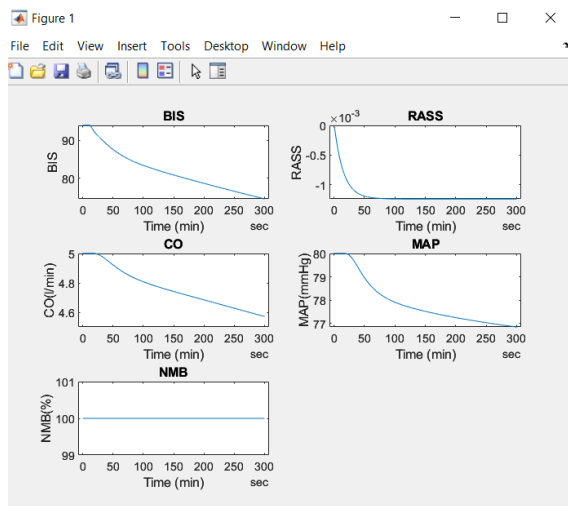 Figure 1
File Edit View Insert Tools Desktop Window Help
BIS
BIS
90
80
0 50 100 150 200 250 300
Time (min) sec
RASS
×10-3
RASS
0
-0.5
-1
0 50 100 150 200 250 300
Time (min) sec
CO
CO(l/min)
5
4.8
4.6
0 50 100 150 200 250 300
Time (min) sec
MAP
MAP(mmHg)
80
79
78
77
0 50 100 150 200 250 300
Time (min) sec
NMB
NMB(%)
101
100
99
0 50 100 150 200 250 300
Time (min) sec